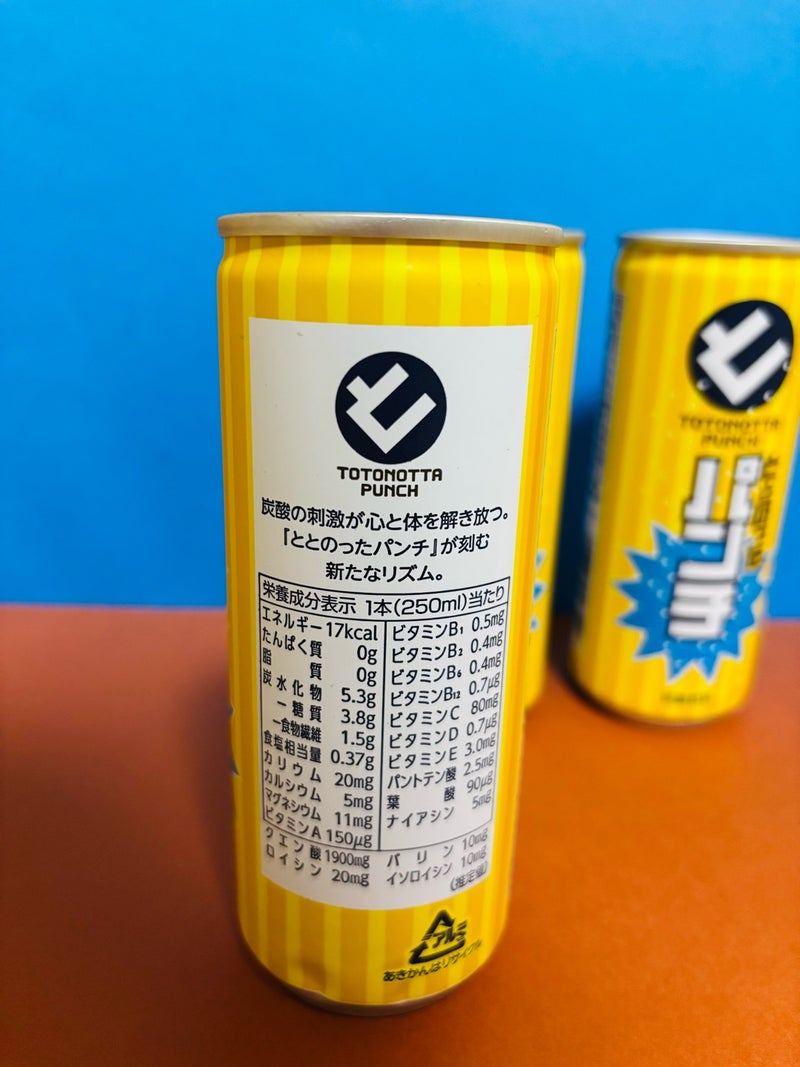 TOTONOTTA
PUNCH
炭酸の刺激が心と体を解き放つ。
『ととのったパンチ』が刻む
新たなリズム。
栄養成分表示 1本(250ml)当たり
エネルギー 17kcal
たんぱく質 0g
脂質 0g
炭水化物 5.3g
－糖質 3.8g
－食物繊維 1.5g
食塩相当量 0.37g
カリウム 20mg
カルシウム 5mg
マグネシウム 11mg
ビタミンA 150μg
ビタミンB1 0.5mg
ビタミンB2 0.4mg
ビタミンB6 0.4mg
ビタミンB12 0.7μg
ビタミンC 80mg
ビタミンD 0.7μg
ビタミンE 3.0mg
パントテン酸 2.5mg
葉酸 90μg
ナイアシン 5mg
クエン酸 1900mg バリン 10mg
ロイシン 20mg イソロイシン 10mg
(推定値)
アルミ
あきかんはリサイクル
TOTONOTTA
PUNCH
パンチ